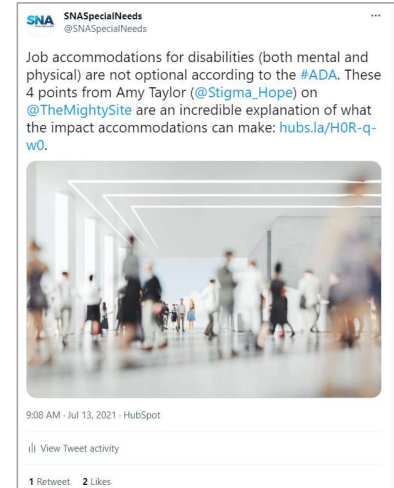 SNA
SNASpecialNeeds
@SNASpecialNeeds
Job accommodations for disabilities (both mental and
physical) are not optional according to the #ADA. These
4 points from Amy Taylor (@Stigma_Hope) on
@TheMightySite are an incredible explanation of what
the impact accommodations can make: hubs.la/H0R-q-
w0.
9:08 AM · Jul 13, 2021 · HubSpot
View Tweet activity
1 Retweet 2 Likes